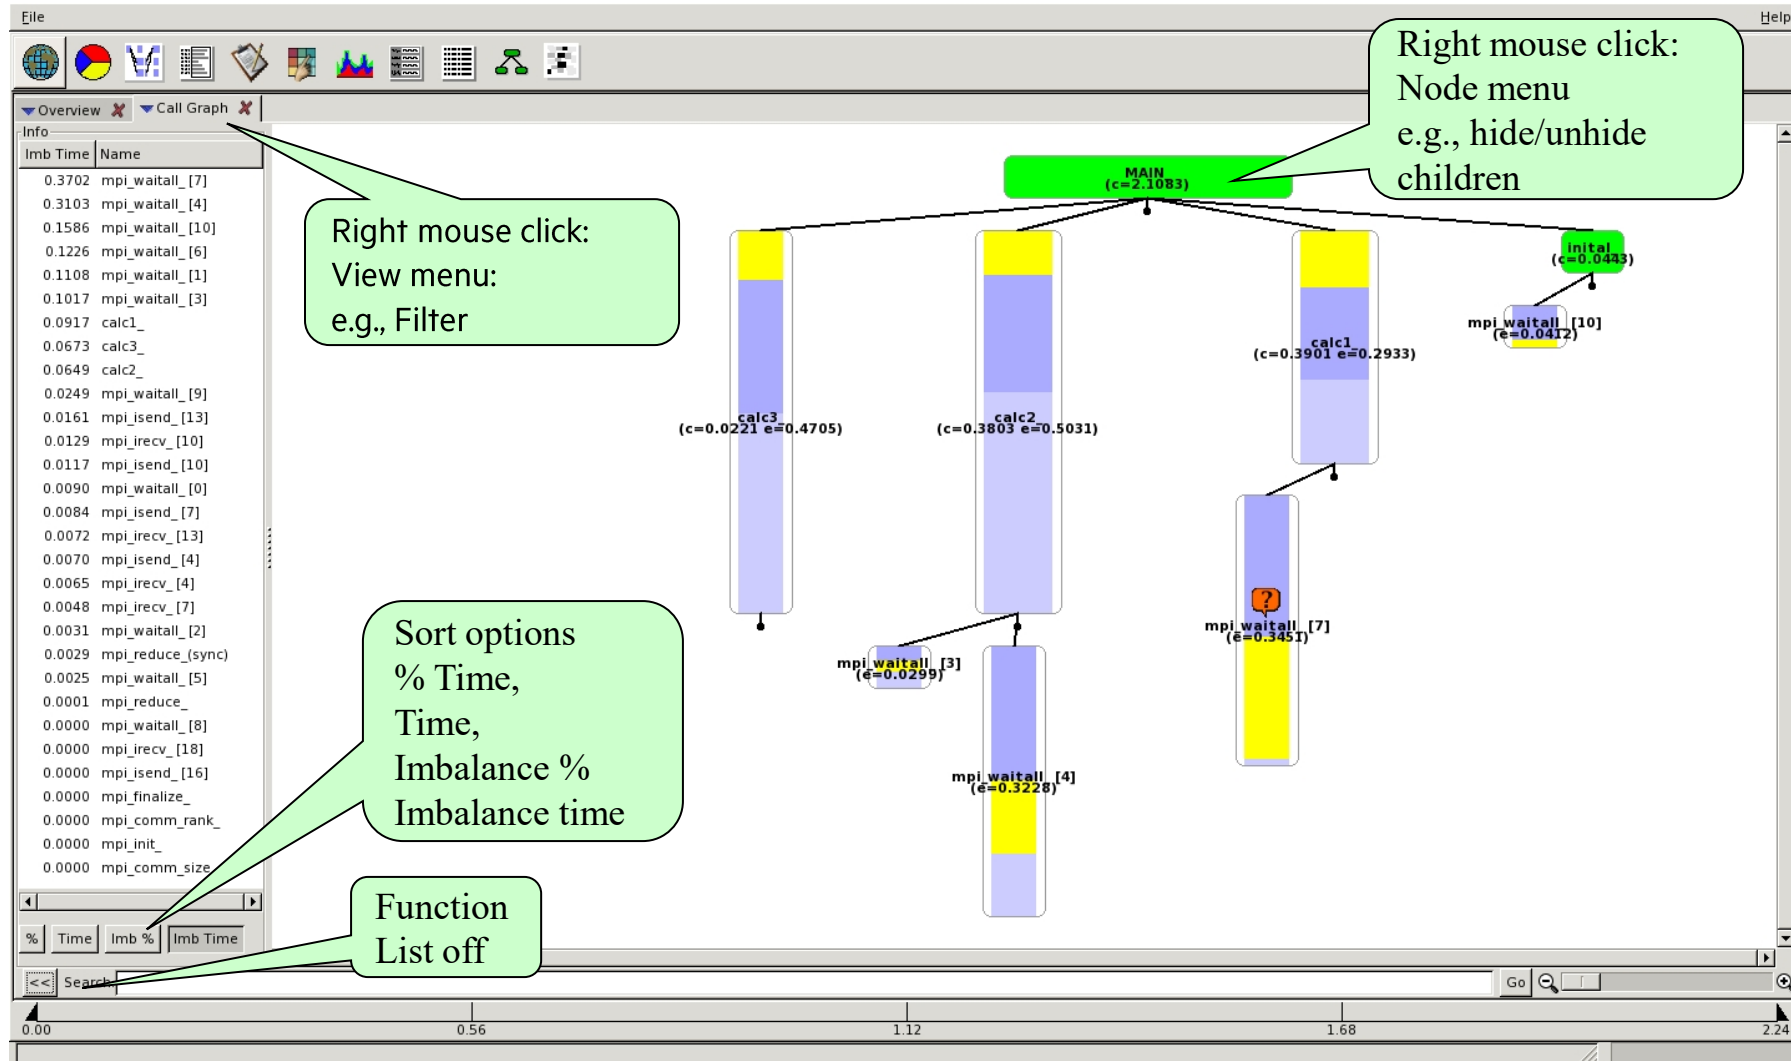 File
Help
Overview
Call Graph
Info
Imb Time Name
0.3702 mpi_waitall_ [7]
0.3103 mpi_waitall_ [4]
0.1586 mpi_waitall_ [10]
0.1226 mpi_waitall_ [6]
0.1108 mpi_waitall_ [1]
0.1017 mpi_waitall_ [3]
0.0917 calc1_
0.0673 calc3_
0.0649 calc2_
0.0249 mpi_waitall_ [9]
0.0161 mpi_isend_ [13]
0.0129 mpi_irecv_ [10]
0.0117 mpi_isend_ [10]
0.0090 mpi_waitall_ [0]
0.0084 mpi_isend_ [7]
0.0072 mpi_irecv_ [13]
0.0070 mpi_isend_ [4]
0.0065 mpi_irecv_ [4]
0.0048 mpi_irecv_ [7]
0.0031 mpi_waitall_ [2]
0.0029 mpi_reduce_(sync)
0.0025 mpi_waitall_ [5]
0.0001 mpi_reduce_
0.0000 mpi_waitall_ [8]
0.0000 mpi_irecv_ [18]
0.0000 mpi_isend_ [16]
0.0000 mpi_finalize_
0.0000 mpi_comm_rank_
0.0000 mpi_init_
0.0000 mpi_comm_size_
% Time Imb % Imb Time
<< Search:
Go
Right mouse click:
View menu:
e.g., Filter
Right mouse click:
Node menu
e.g., hide/unhide
children
Sort options
% Time,
Time,
Imbalance %
Imbalance time
Function
List off
MAIN_
(c=2.1083)
calc3_
(c=0.0221 e=0.4705)
calc2_
(c=0.3803 e=0.5031)
calc1_
(c=0.3901 e=0.2933)
inital_
(c=0.0443)
mpi_waitall_ [10]
(e=0.0412)
mpi_waitall_ [3]
(e=0.0299)
mpi_waitall_ [4]
(e=0.3228)
?
mpi_waitall_ [7]
(e=0.3451)
0.00 0.56 1.12 1.68 2.24